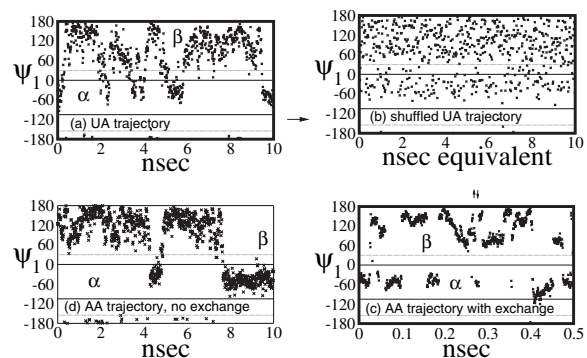 180
120
60
ψ1 0
-60
-120
-180
β
α
(a) UA trajectory
0 2 4 6 8 10
nsec
180
120
60
ψ1 0
-60
-120
-180
(b) shuffled UA trajectory
0 2 4 6 8 10
nsec equivalent
180
120
60
ψ1 0
-60
-120
-180
β
α
(d) AA trajectory, no exchange
0 2 4 6 8 10
nsec
180
120
60
ψ1 0
-60
-120
-180
β
α
(c) AA trajectory with exchange
0 0.1 0.2 0.3 0.4 0.5
nsec